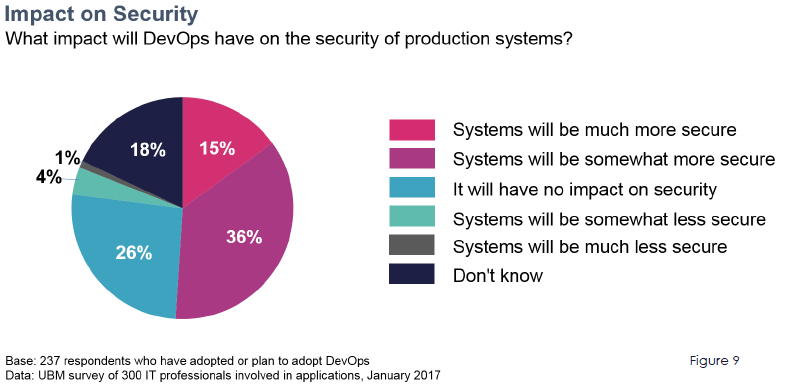 Impact on Security
What impact will DevOps have on the security of production systems?
18%
15%
1%
4%
36%
26%
Systems will be much more secure
Systems will be somewhat more secure
It will have no impact on security
Systems will be somewhat less secure
Systems will be much less secure
Don't know
Base: 237 respondents who have adopted or plan to adopt DevOps
Figure 9
Data: UBM survey of 300 IT professionals involved in applications, January 2017